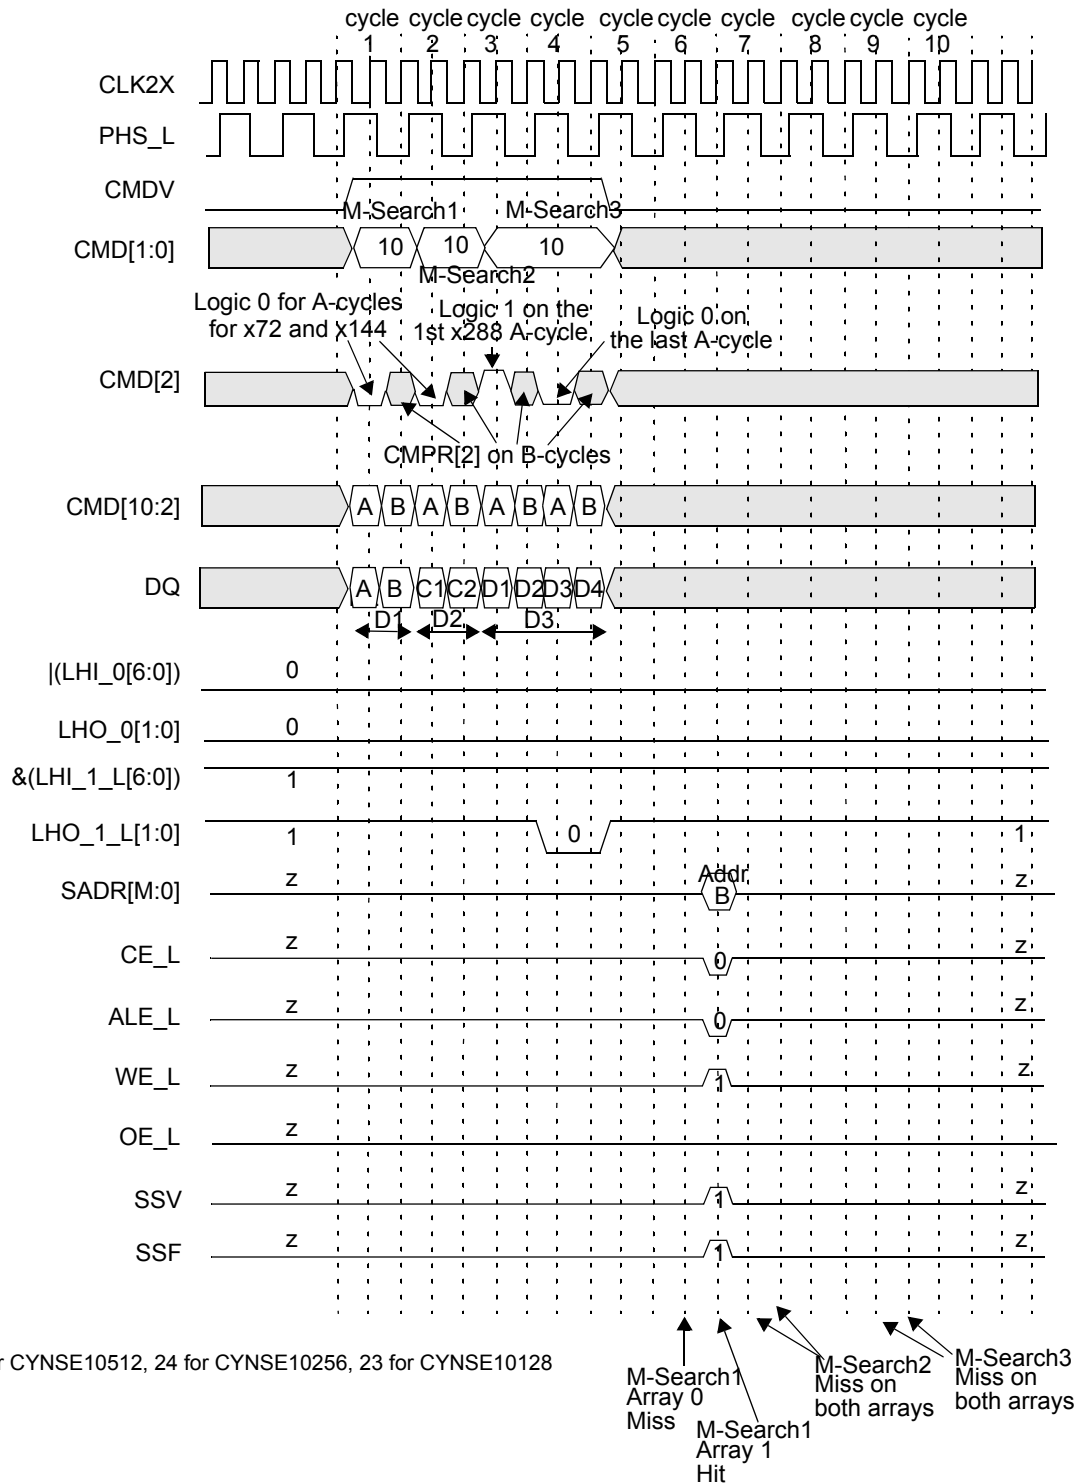 cycle cycle cycle cycle cycle cycle cycle cycle cycle cycle
1 2 3 4 5 6 7 8 9 10
CLK2X
PHS_L
CMDV
M-Search1 M-Search3
CMD[1:0] 10 10 10
M-Search2
Logic 0 for A-cycles
for x72 and x144
Logic 1 on the
1st x288 A-cycle
Logic 0 on
the last A-cycle
CMD[2]
CMPR[2] on B-cycles
CMD[10:2] A B A B A B A B
DQ A B C1 C2 D1 D2 D3 D4
D1 D2 D3
|(LHI_0[6:0]) 0
LHO_0[1:0] 0
&(LHI_1_L[6:0]) 1
LHO_1_L[1:0] 1 0 1
Addr
SADR[M:0] z B z
CE_L z 0 z
ALE_L z 0 z
WE_L z 1 z
OE_L z
SSV z 1 z
SSF z 1 z
CYNSE10512, 24 for CYNSE10256, 23 for CYNSE10128
M-Search1
Array 0
Miss
M-Search1
Array 1
Hit
M-Search2
Miss on
both arrays
M-Search3
Miss on
both arrays